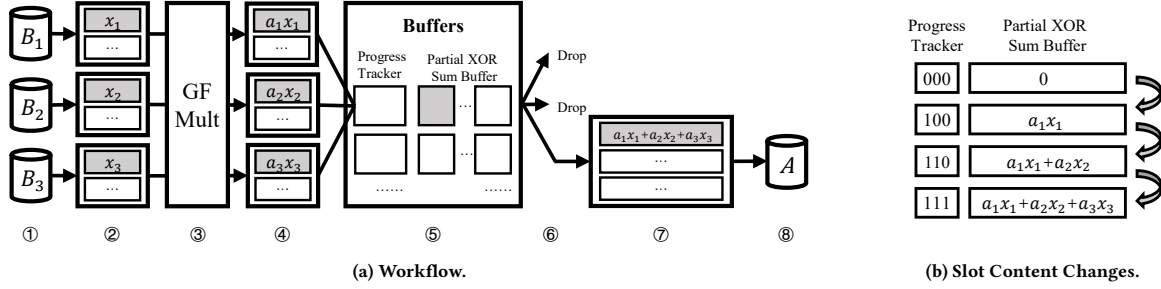 B₁
x₁
...
B₂
x₂
...
B₃
x₃
...
GF
Mult
a₁x₁
...
a₂x₂
...
a₃x₃
...
Buffers
Progress
Tracker
Partial XOR
Sum Buffer
...
...
......
......
Drop
Drop
a₁x₁+a₂x₂+a₃x₃
...
...
A
① ② ③ ④ ⑤ ⑥ ⑦ ⑧
(a) Workflow.
Progress
Tracker
Partial XOR
Sum Buffer
000 0
100 a₁x₁
110 a₁x₁+a₂x₂
111 a₁x₁+a₂x₂+a₃x₃
(b) Slot Content Changes.